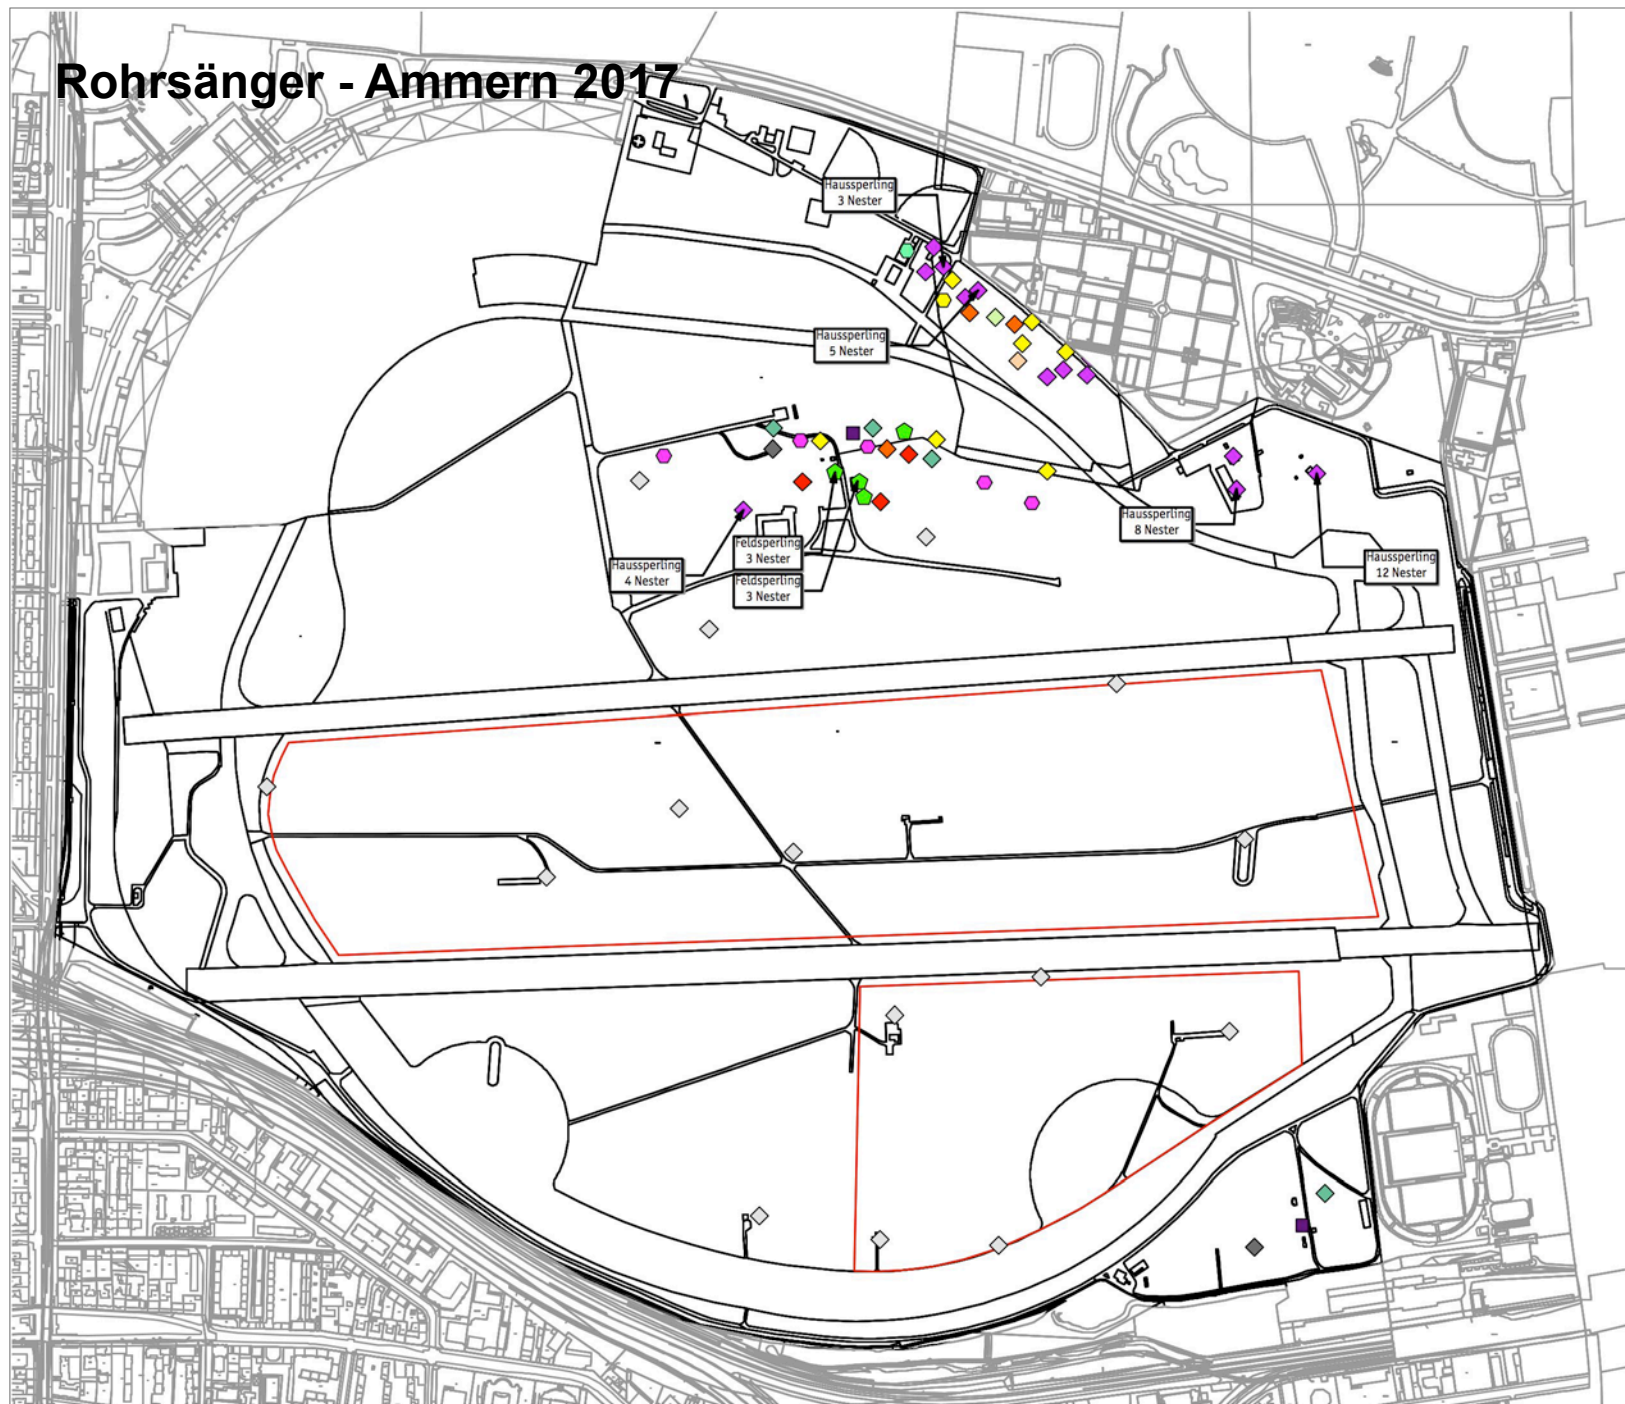 Rohrsänger - Ammern 2017
Haussperling
3 Nester
Haussperling
5 Nester
Haussperling
8 Nester
Haussperling
12 Nester
Feldsperling
3 Nester
Haussperling
4 Nester
Feldsperling
3 Nester